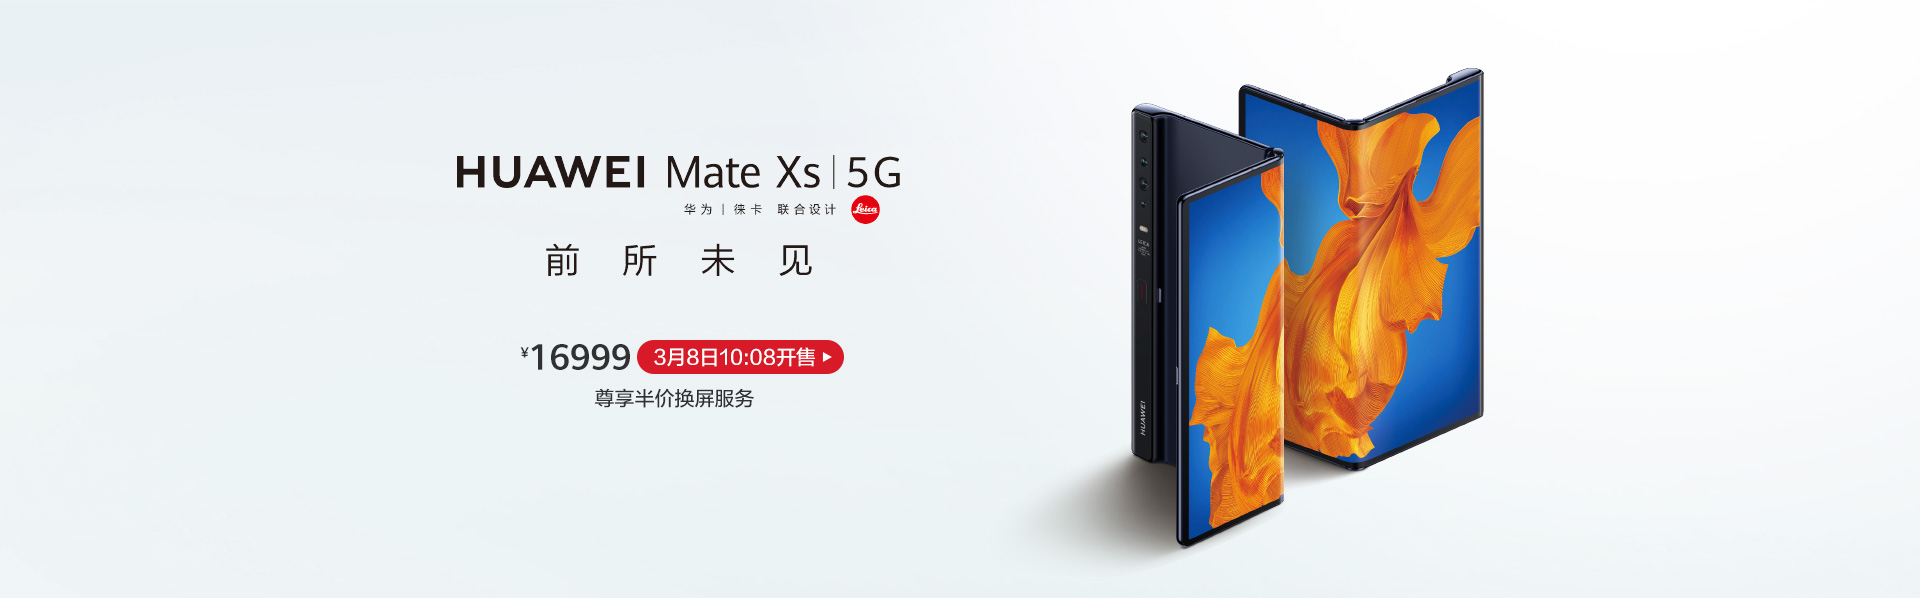 HUAWEI Mate Xs | 5G
华为 | 徕卡 联合设计 Leica
前所未见
¥16999 3月8日10:08开售
尊享半价换屏服务
HUAWEI